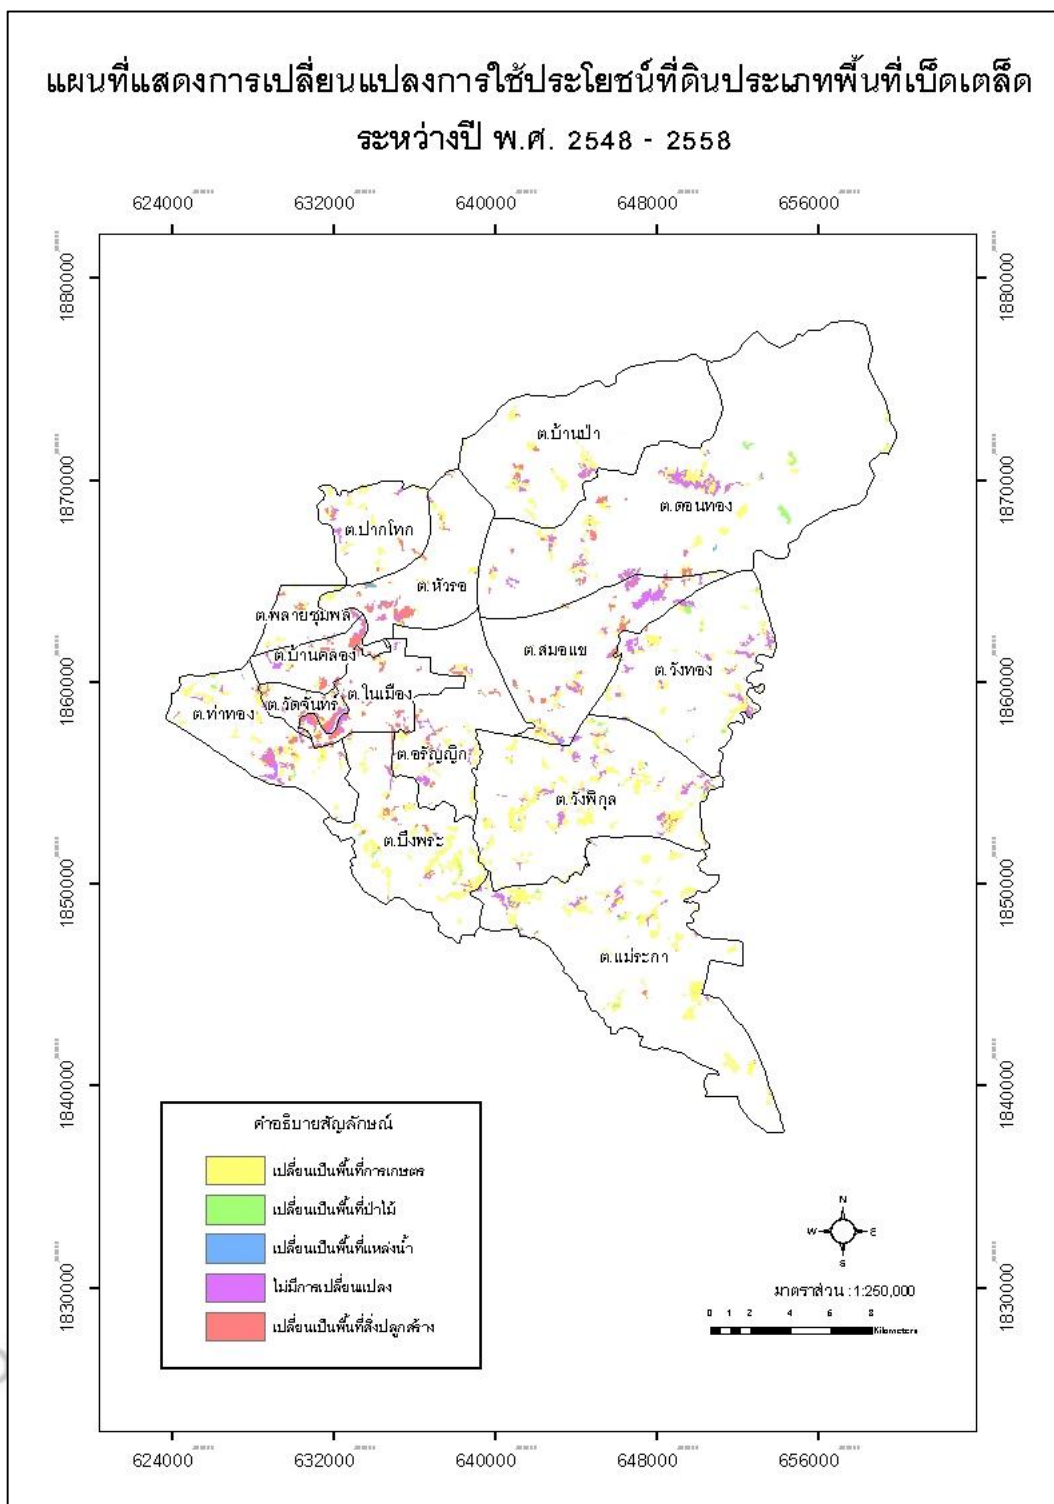 แผนที่แสดงการเปลี่ยนแปลงการใช้ประโยชน์ที่ดินประเภทพื้นที่เบ็ดเตล็ด
ระหว่างปี พ.ศ. 2548 - 2558
624000 632000 640000 648000 656000
1880000 1880000
1870000 1870000
1860000 1860000
1850000 1850000
1840000 1840000
1830000 1830000
ต.บ้านป่า
ต.ดอนทอง
ต.ปากโทก
ต.หัวรอ
ต.พลายชุมพล
ต.บ้านคลอง
ต.สมอแข
ต.วังทอง
ต.ท่าทอง
ต.วัดจันทร์
ต.ในเมือง
ต.อรัญญิก
ต.วังพิกุล
ต.บึงพระ
ต.แม่ระกา
คำอธิบายสัญลักษณ์
เปลี่ยนเป็นพื้นที่การเกษตร
เปลี่ยนเป็นพื้นที่ป่าไม้
เปลี่ยนเป็นพื้นที่แหล่งน้ำ
ไม่มีการเปลี่ยนแปลง
เปลี่ยนเป็นพื้นที่สิ่งปลูกสร้าง
N
W E
S
มาตราส่วน :1:250,000
0 1 2 4 6 8
Kilometers
624000 632000 640000 648000 656000